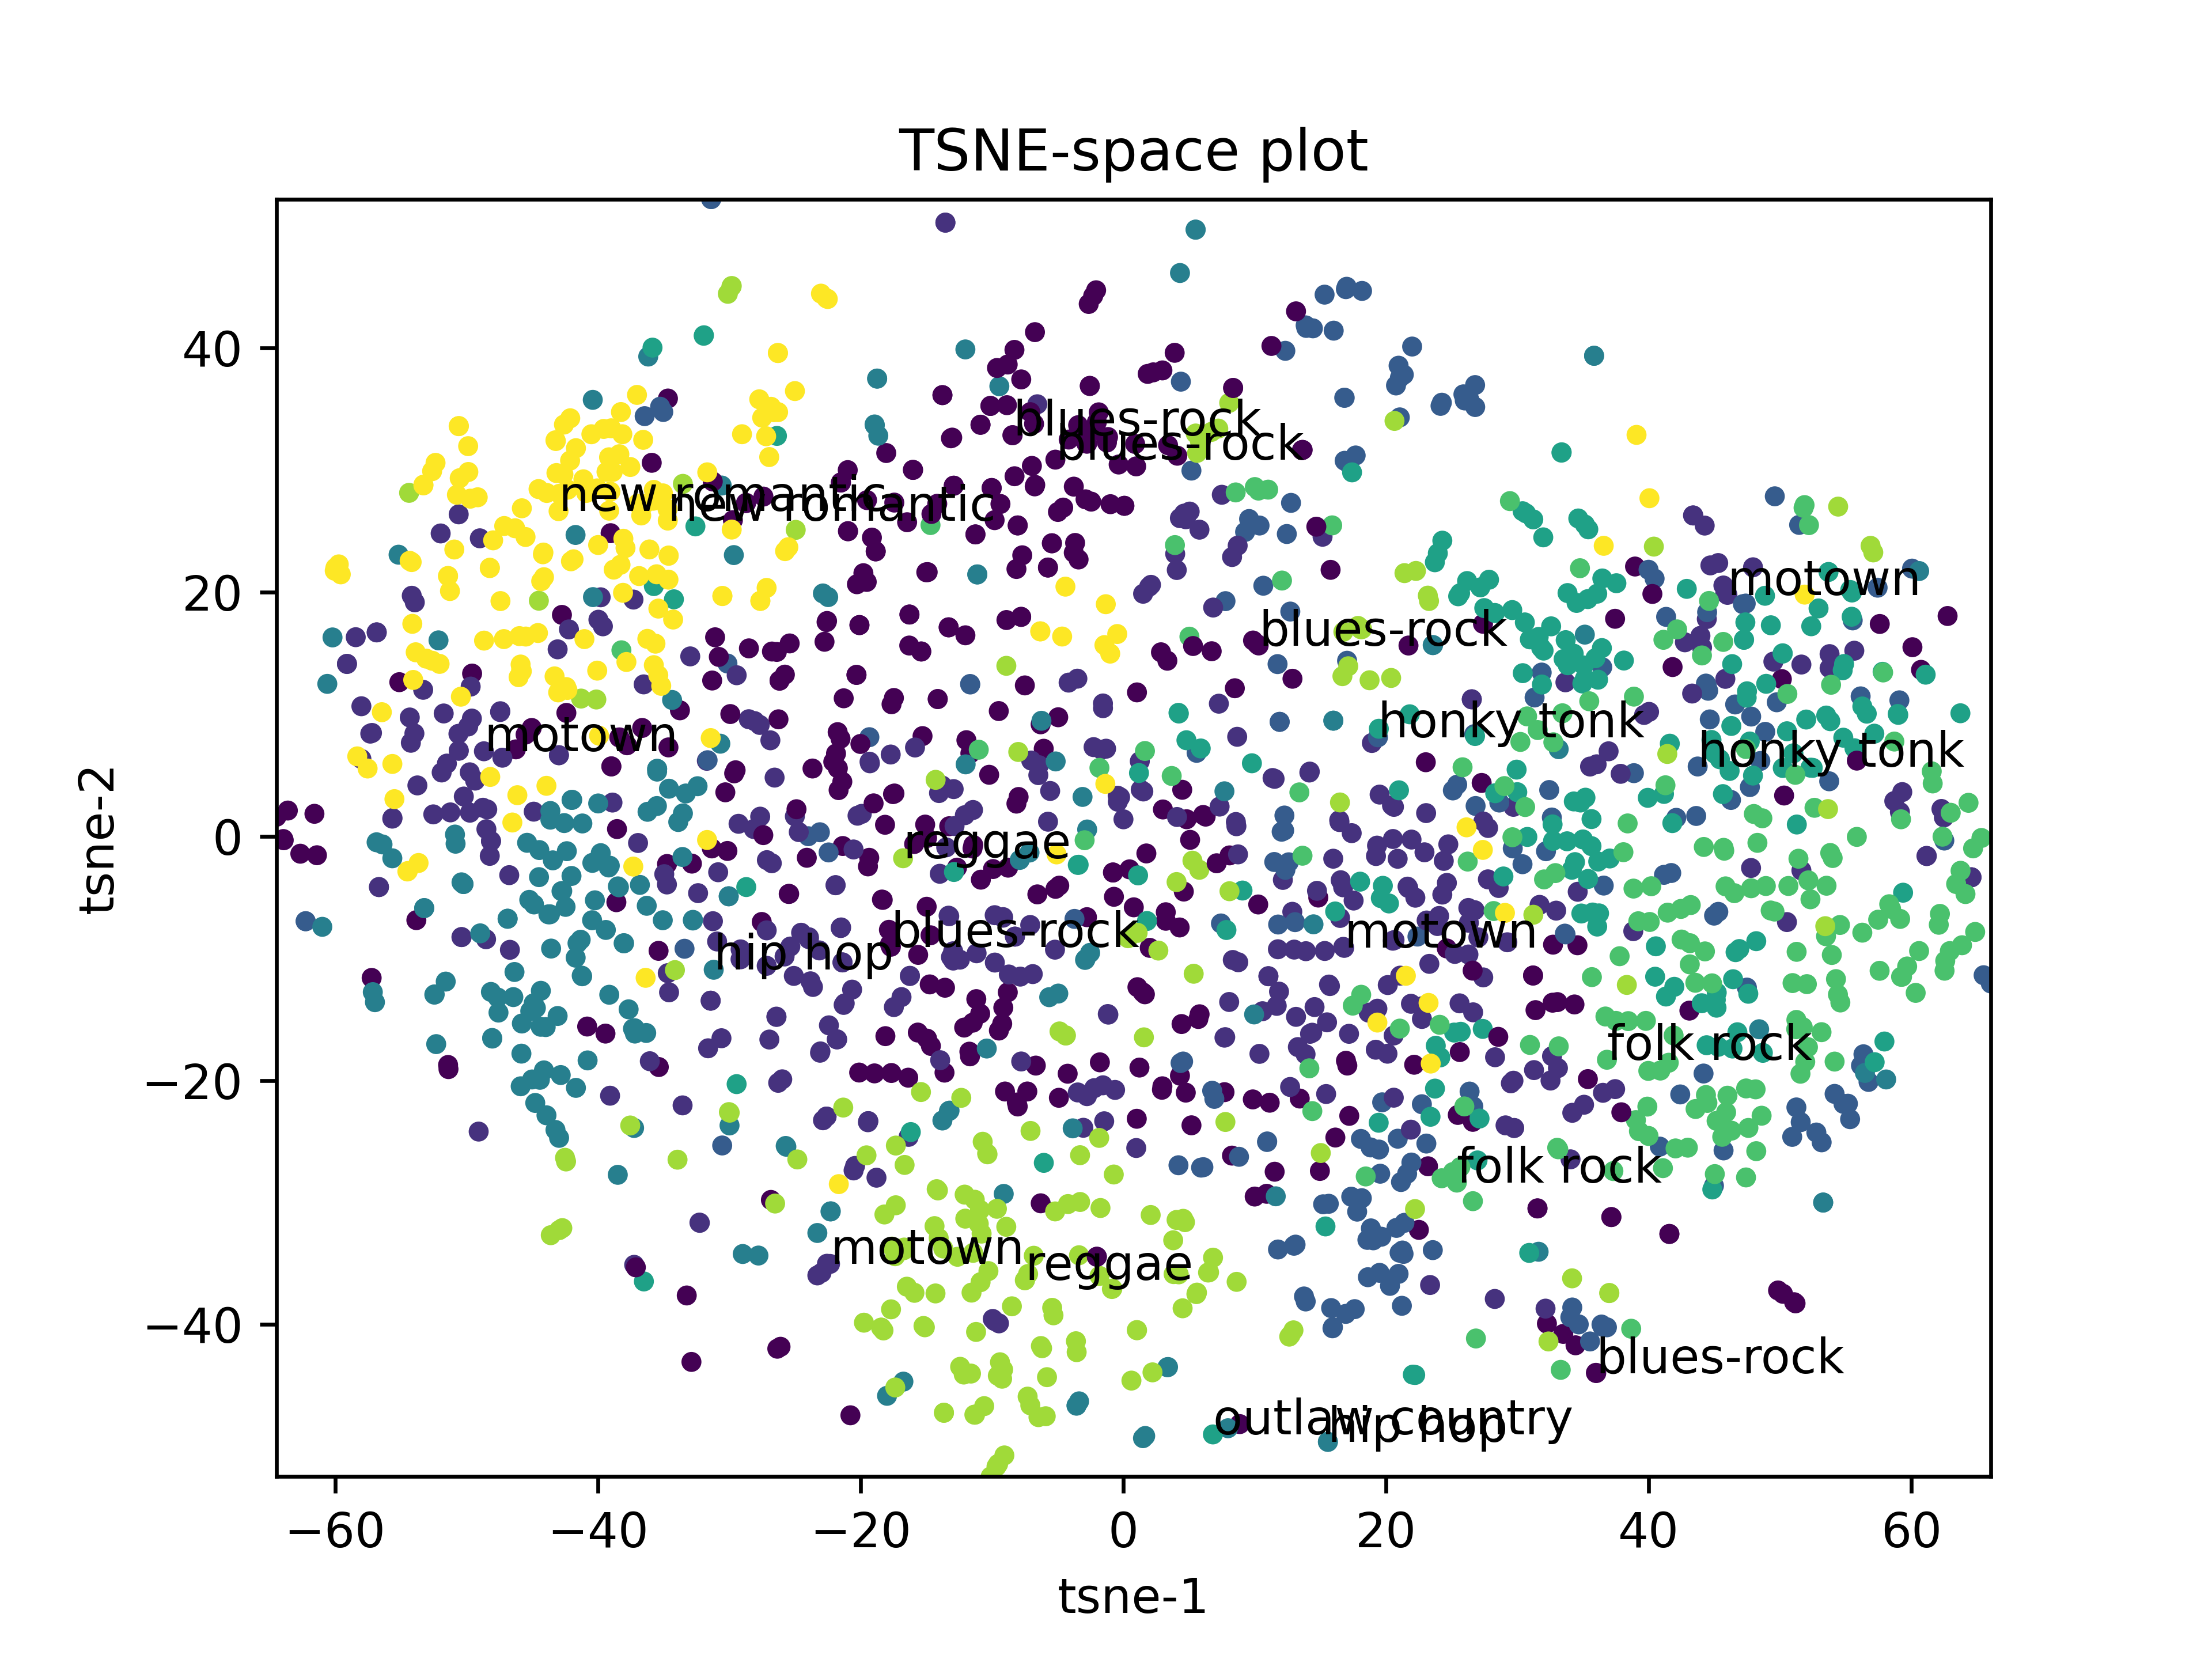 TSNE-space plot
tsne-2
40
20
0
−20
−40
blues-rock
blues-rock
new romantic
new romantic
motown
blues-rock
honky tonk
motown
honky tonk
reggae
blues-rock
hip hop
motown
folk rock
folk rock
motown
reggae
blues-rock
outlaw country
hip hop
−60
−40
−20
0
20
40
60
tsne-1